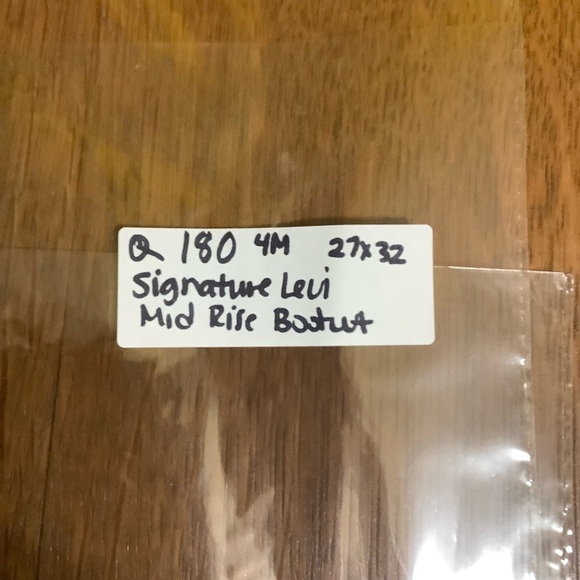 Q 180 4M 27x32
Signature Levi
Mid Rise Bootcut